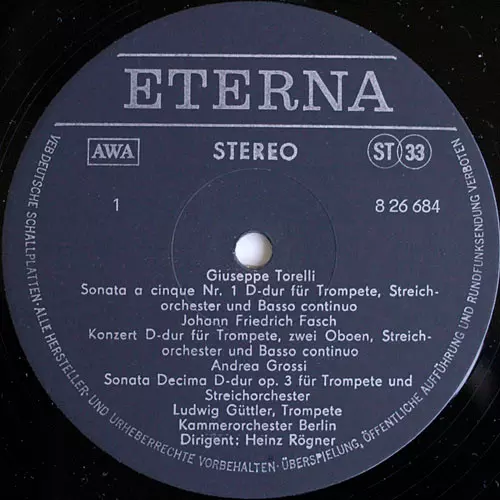 ETERNA
AWA
STEREO
ST 33
1
8 26 684
Giuseppe Torelli
Sonata a cinque Nr. 1 D-dur für Trompete, Streich-
orchester und Basso continuo
Johann Friedrich Fasch
Konzert D-dur für Trompete, zwei Oboen, Streich-
orchester und Basso continuo
Andrea Grossi
Sonata Decima D-dur op. 3 für Trompete und
Streichorchester
Ludwig Güttler, Trompete
Kammerorchester Berlin
Dirigent: Heinz Rögner
VEB DEUTSCHE SCHALLPLATTEN · ALLE HERSTELLER- UND URHEBERRECHTE VORBEHALTEN · ÜBERSPIELUNG, ÖFFENTLICHE AUFFÜHRUNG UND RUNDFUNKSENDUNG VERBOTEN